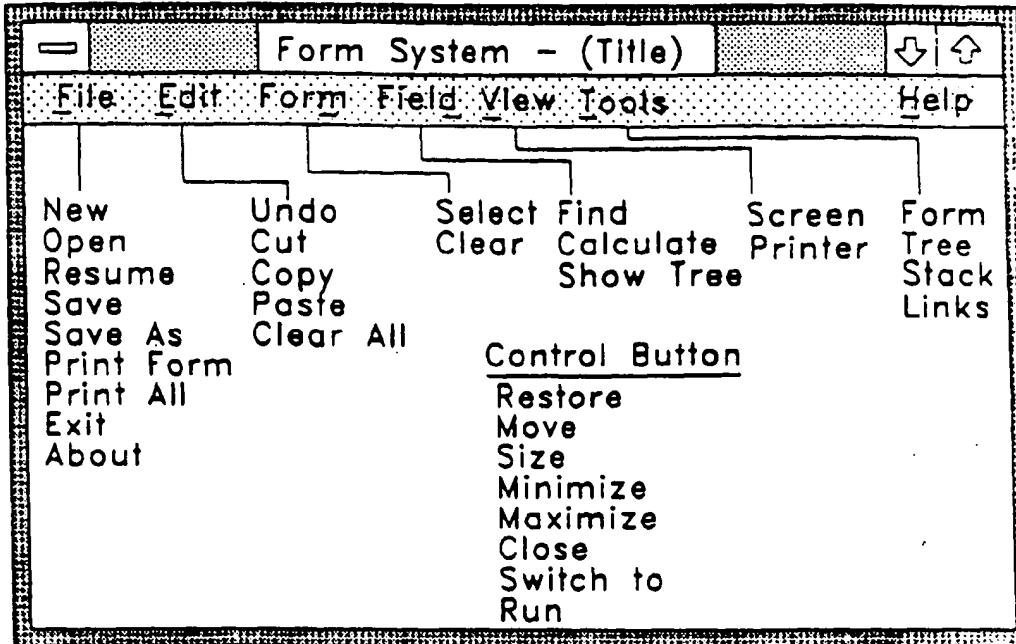 Form System - (Title)
File Edit Form Field View Tools Help
New
Open
Resume
Save
Save As
Print Form
Print All
Exit
About
Undo
Cut
Copy
Paste
Clear All
Select
Clear
Find
Calculate
Show Tree
Screen
Printer
Form
Tree
Stack
Links
Control Button
Restore
Move
Size
Minimize
Maximize
Close
Switch to
Run